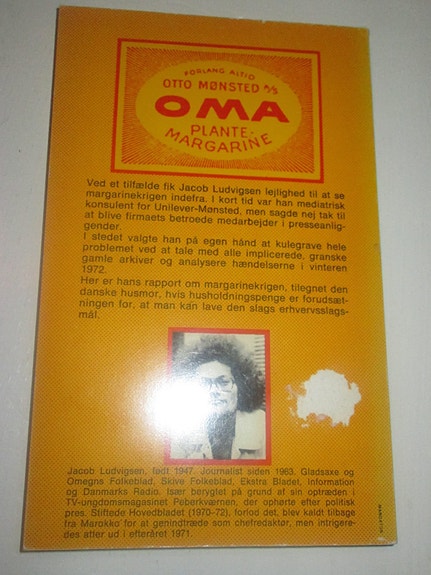 FORLANG ALTID
OTTO MØNSTED A/S
OMA
PLANTE-
MARGARINE
Ved et tilfælde fik Jacob Ludvigsen lejlighed til at se
margarinekrigen indefra. I kort tid var han mediatrisk
konsulent for Unilever-Mønsted, men sagde nej tak til
at blive firmaets betroede medarbejder i presseanlig-
gender.
I stedet valgte han på egen hånd at kulegrave hele
problemet ved at tale med alle implicerede, granske
gamle arkiver og analysere hændelserne i vinteren
1972.
Her er hans rapport om margarinekrigen, tilegnet den
danske husmor, hvis husholdningspenge er forudsæt-
ningen for, at man kan lave den slags erhvervsslags-
mål.
Jacob Ludvigsen, født 1947. Journalist siden 1963. Gladsaxe og
Omegns Folkeblad, Skive Folkeblad, Ekstra Bladet, Information
og Danmarks Radio. Især berygtet på grund af sin optræden i
TV-ungdomsmagasinet Peberkværnen, der ophørte efter politisk
pres. Stiftede Hovedbladet (1970-72), forlod det, blev kaldt tilbage
fra Marokko for at genindtræde som chefredaktør, men intrigere-
des atter ud i efteråret 1971.